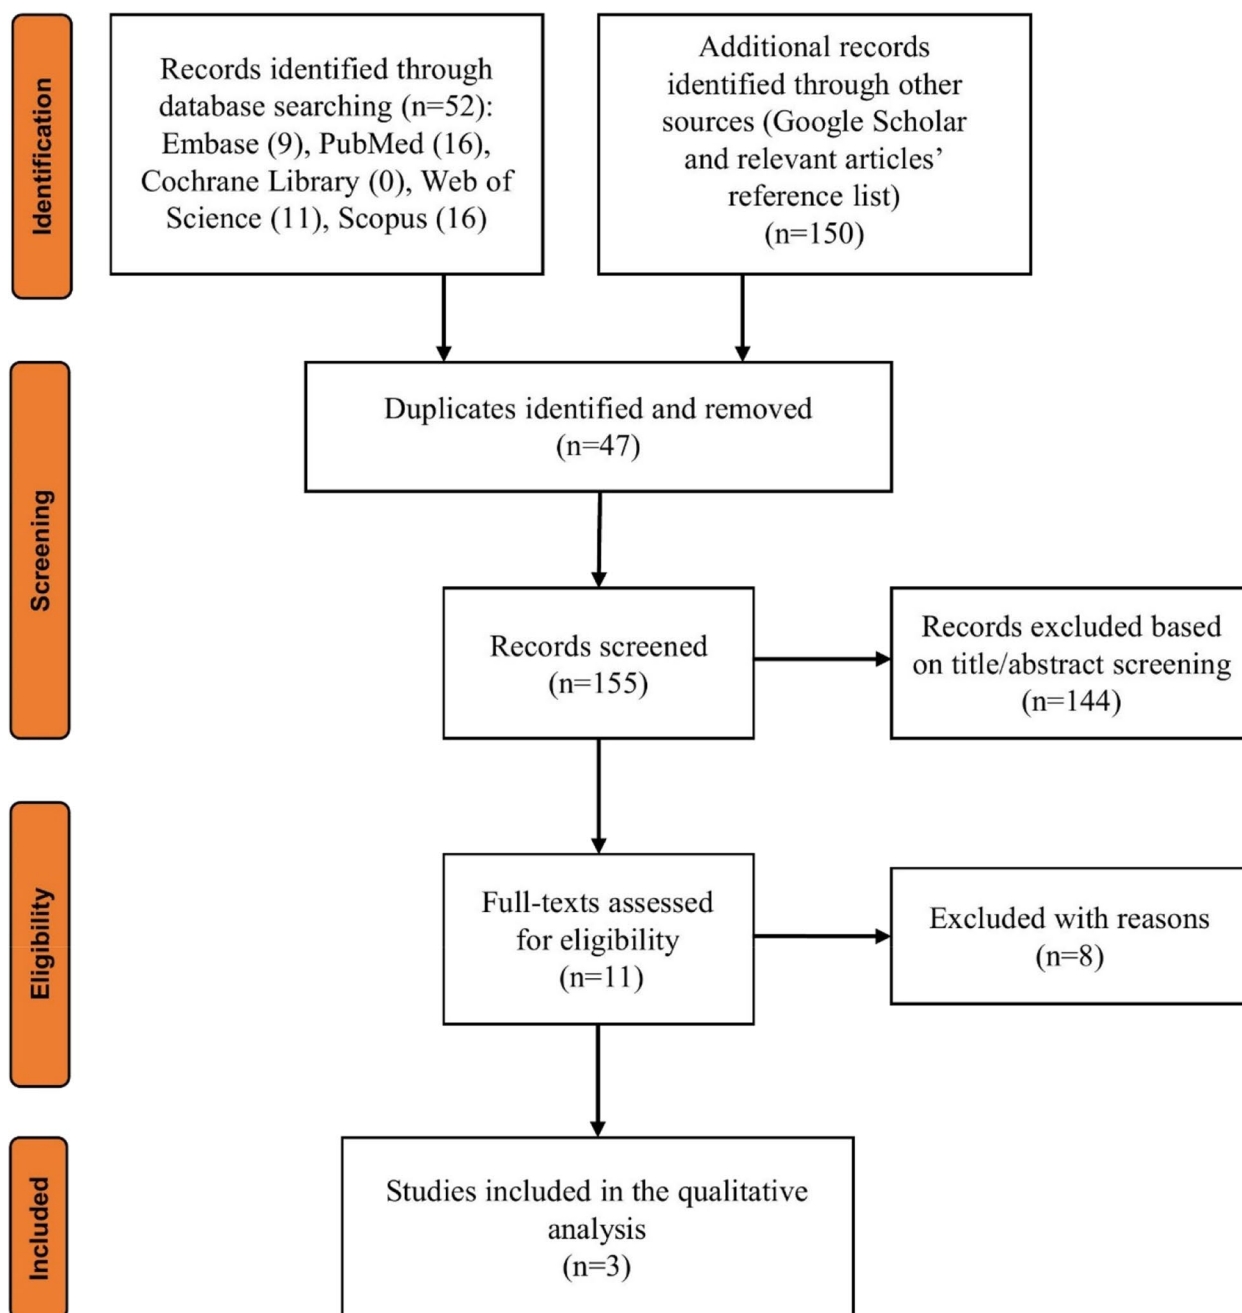 Identification
Records identified through
database searching (n=52):
Embase (9), PubMed (16),
Cochrane Library (0), Web of
Science (11), Scopus (16)
Additional records
identified through other
sources (Google Scholar
and relevant articles’
reference list)
(n=150)
Screening
Duplicates identified and removed
(n=47)
Records screened
(n=155)
Records excluded based
on title/abstract screening
(n=144)
Eligibility
Full-texts assessed
for eligibility
(n=11)
Excluded with reasons
(n=8)
Included
Studies included in the qualitative
analysis
(n=3)